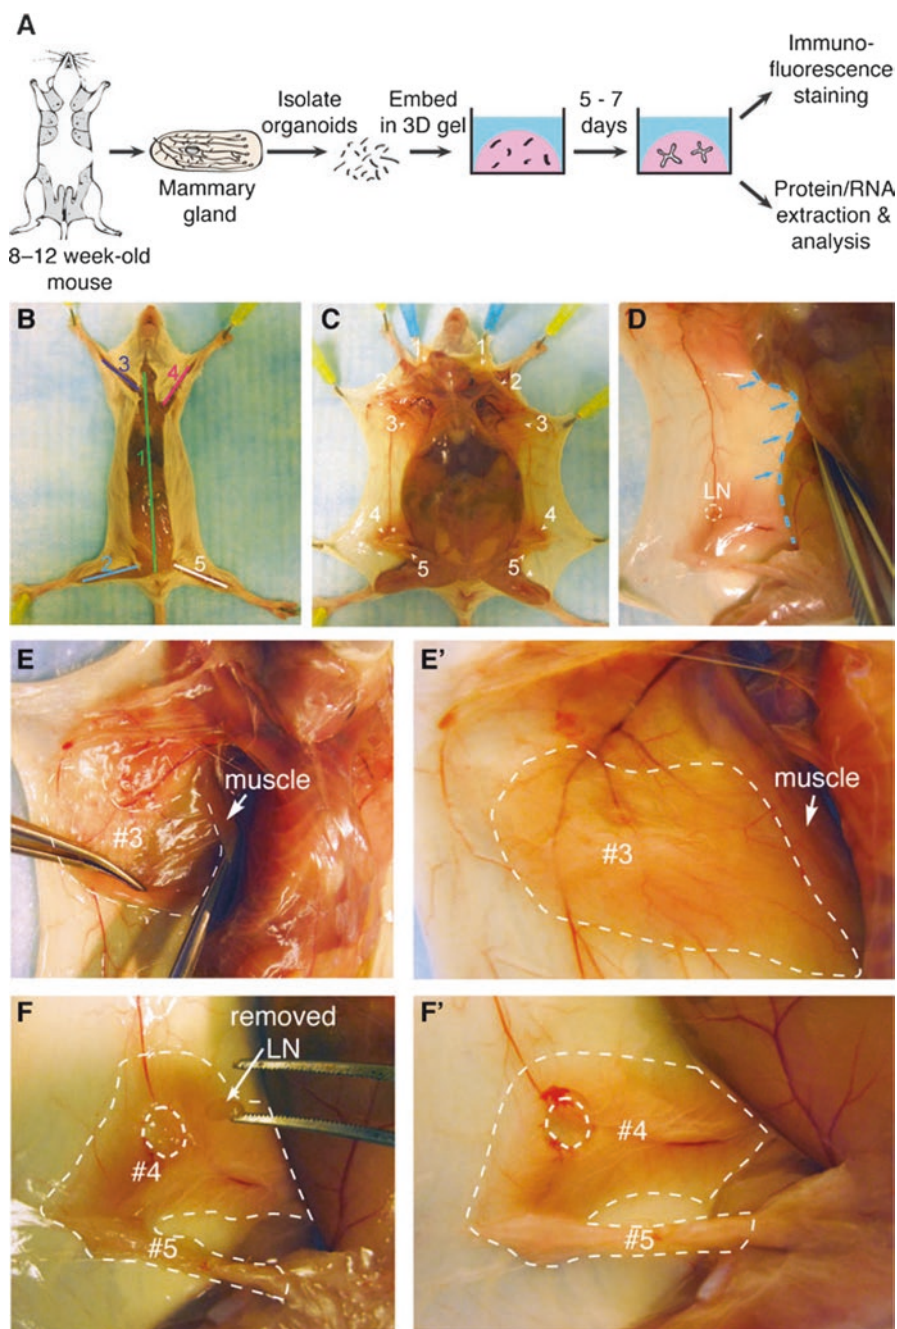 A
8–12 week-old
mouse
Mammary
gland
Isolate
organoids
Embed
in 3D gel
5 - 7
days
Immuno-
fluorescence
staining
Protein/RNA
extraction &
analysis
B
3
4
1
2
5
C
1
1
2
2
3
3
4
4
5
5
D
LN
E
muscle
#3
E'
muscle
#3
F
removed
LN
#4
#5
F'
#4
#5